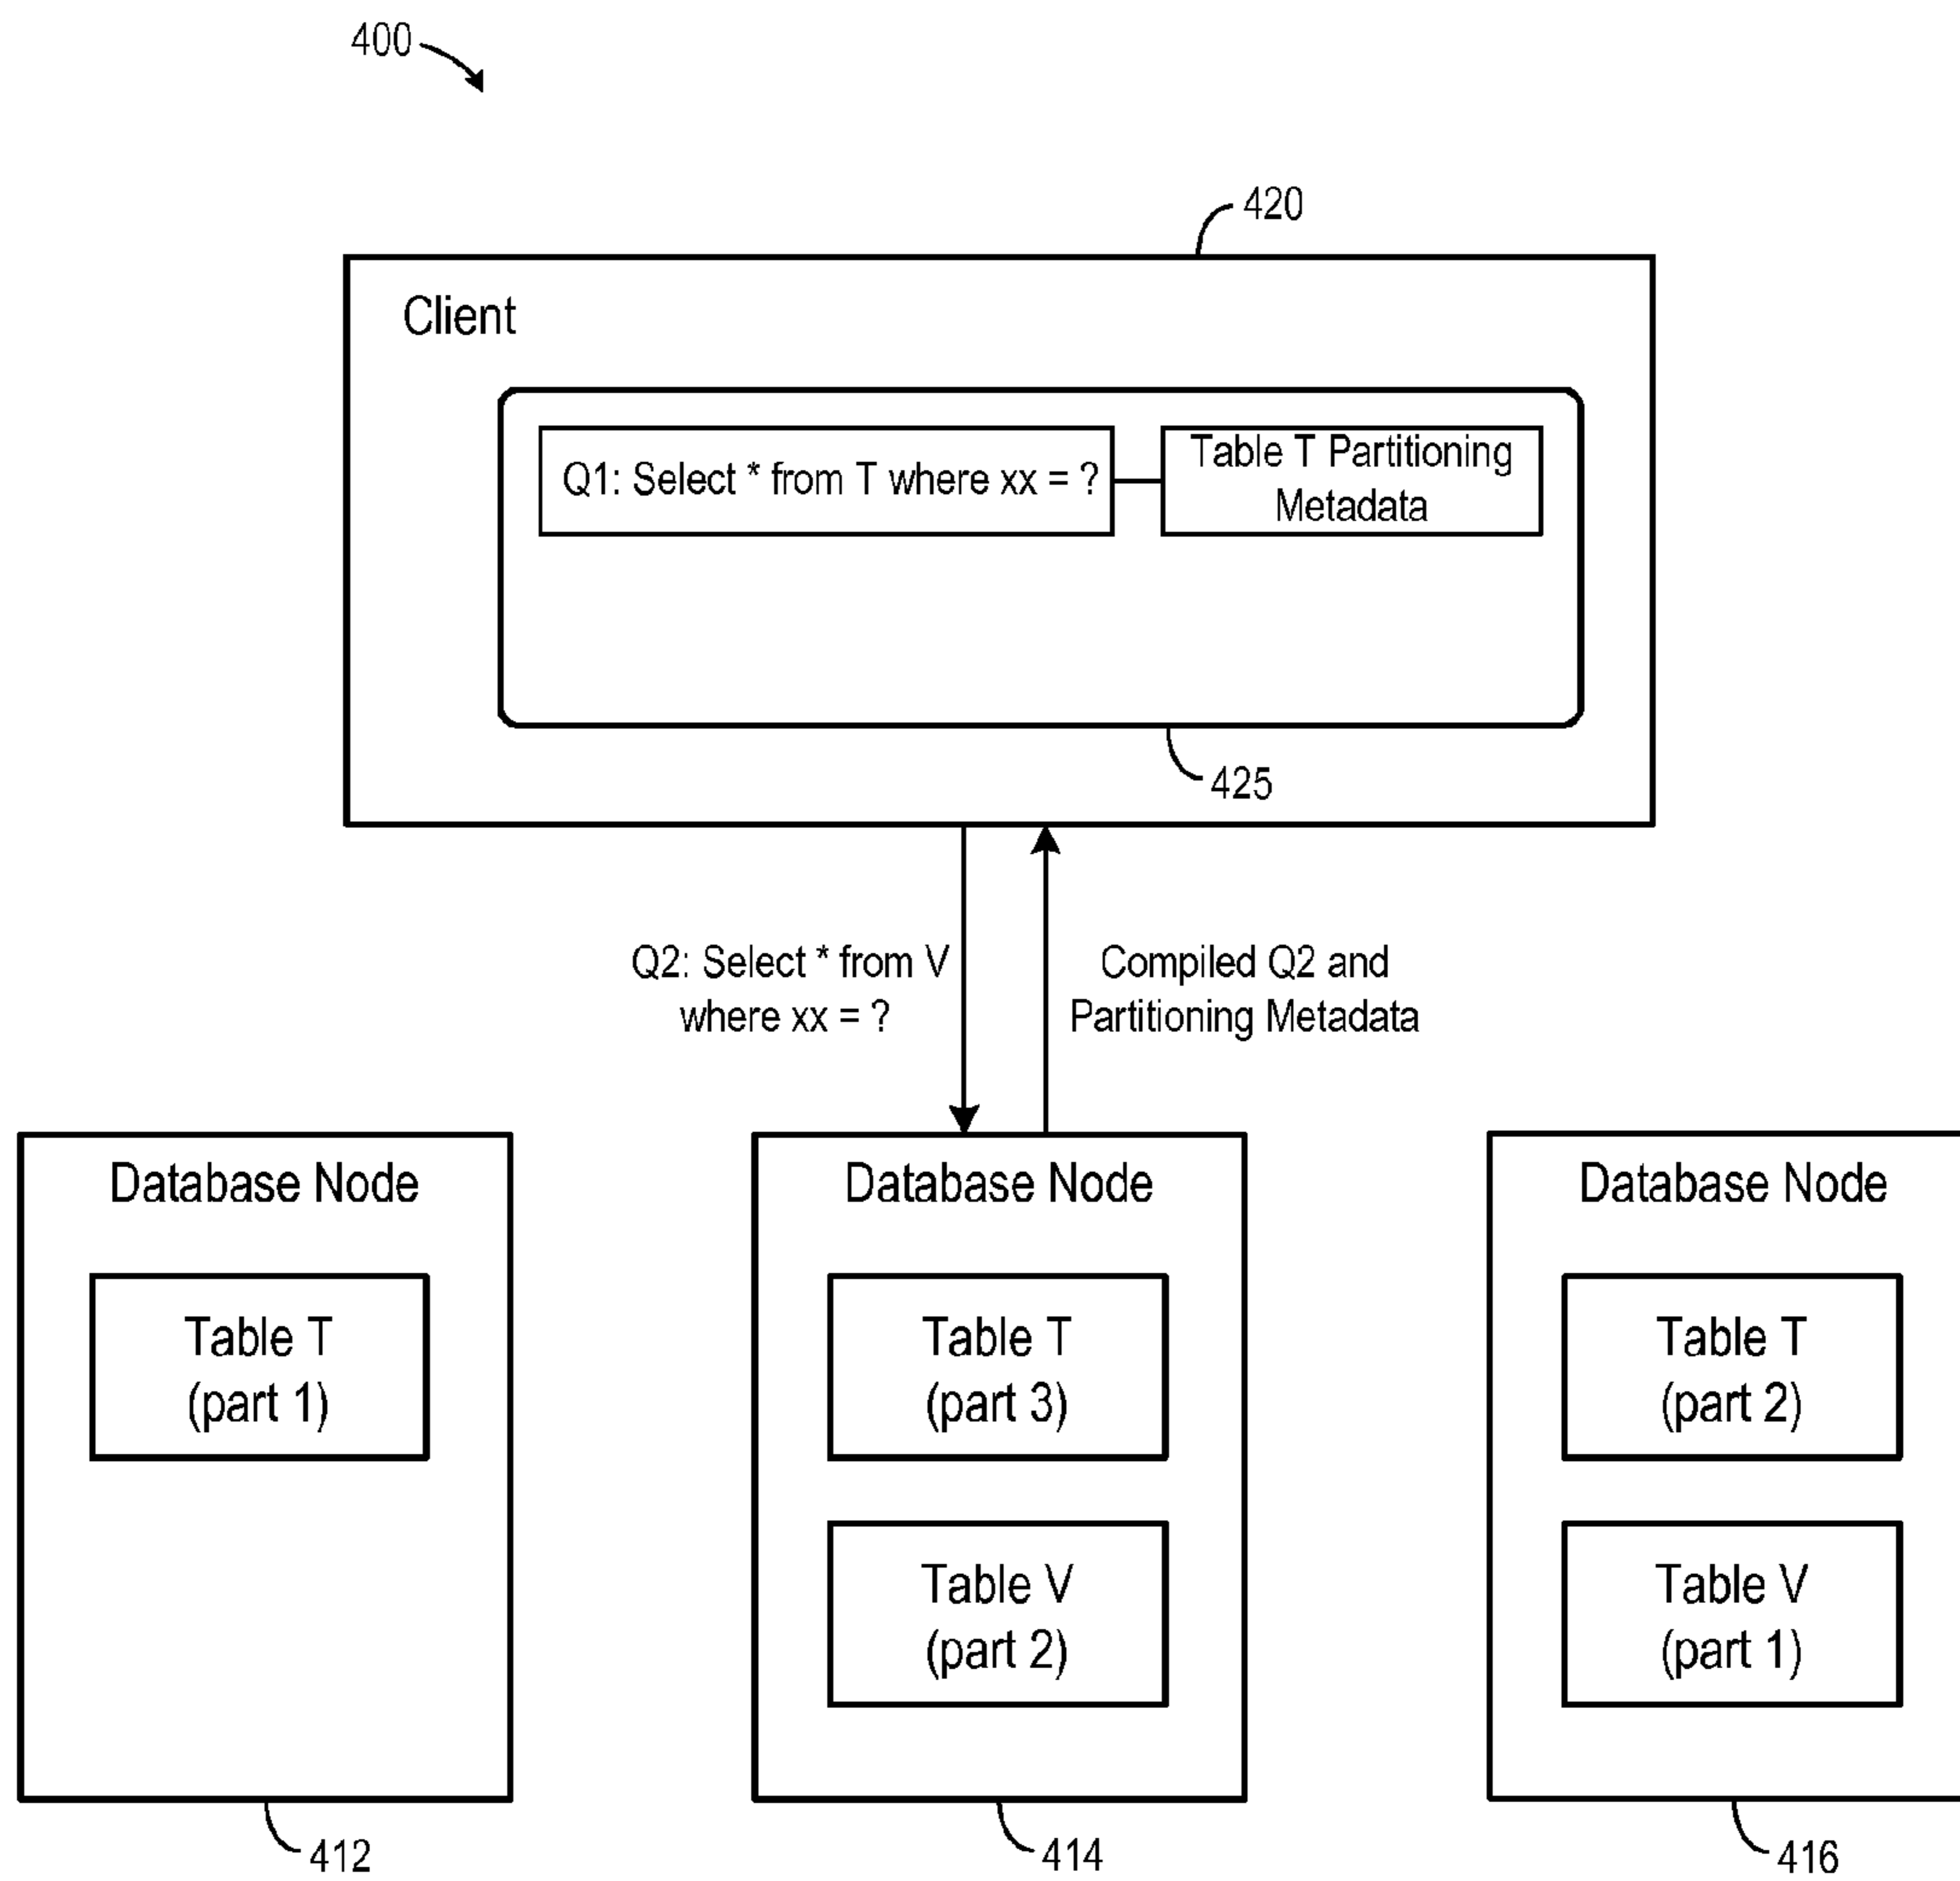 400
420
Client
Q1: Select * from T where xx = ?
Table T Partitioning
Metadata
425
Q2: Select * from V
where xx = ?
Compiled Q2 and
Partitioning Metadata
Database Node
Table T
(part 1)
412
Database Node
Table T
(part 3)
Table V
(part 2)
414
Database Node
Table T
(part 2)
Table V
(part 1)
416